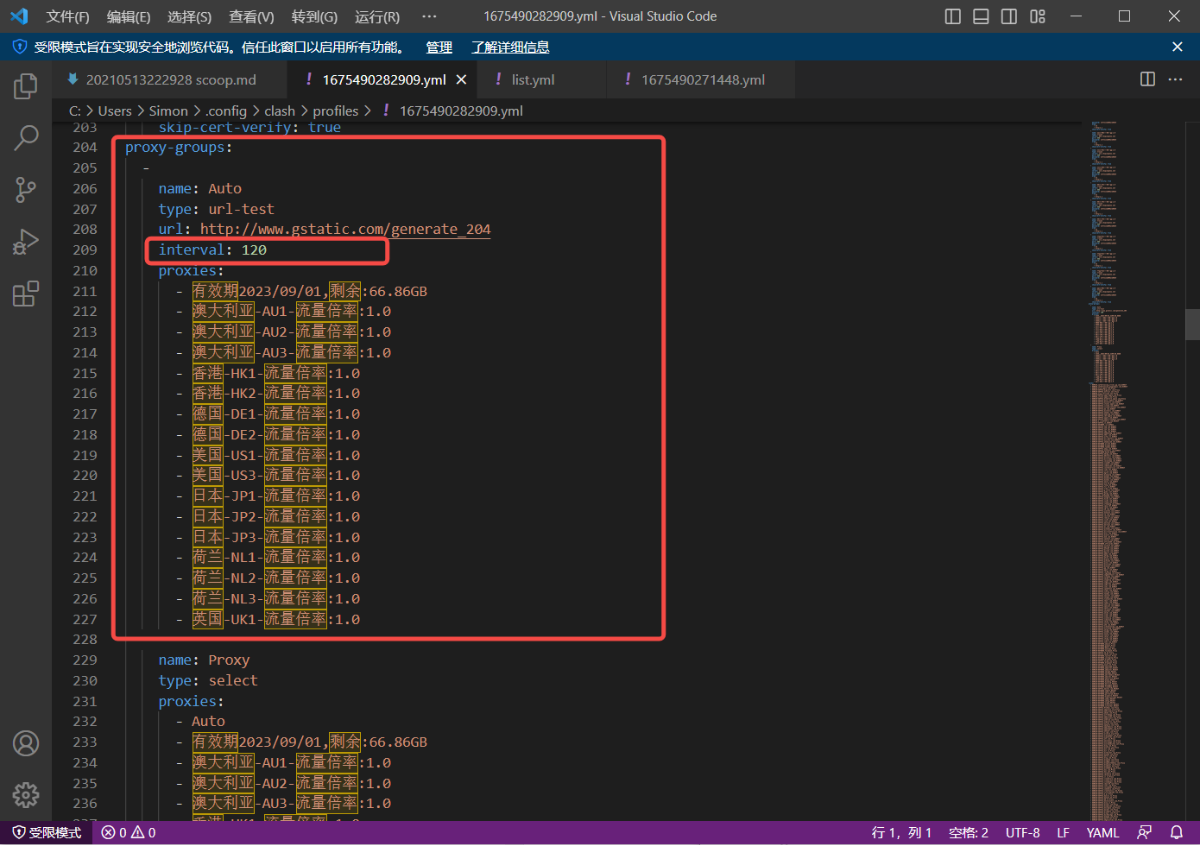 文件(F) 编辑(E) 选择(S) 查看(V) 转到(G) 运行(R) ··· 1675490282909.yml - Visual Studio Code
受限模式旨在实现安全地浏览代码。信任此窗口以启用所有功能。 管理 了解详细信息
20210513222928 scoop.md ! 1675490282909.yml ! list.yml ! 1675490271448.yml
C: > Users > Simon > .config > clash > profiles > ! 1675490282909.yml
203 skip-cert-verify: true
204 proxy-groups:
205 -
206 name: Auto
207 type: url-test
208 url: http://www.gstatic.com/generate_204
209 interval: 120
210 proxies:
211 - 有效期2023/09/01,剩余:66.86GB
212 - 澳大利亚-AU1-流量倍率:1.0
213 - 澳大利亚-AU2-流量倍率:1.0
214 - 澳大利亚-AU3-流量倍率:1.0
215 - 香港-HK1-流量倍率:1.0
216 - 香港-HK2-流量倍率:1.0
217 - 德国-DE1-流量倍率:1.0
218 - 德国-DE2-流量倍率:1.0
219 - 美国-US1-流量倍率:1.0
220 - 美国-US3-流量倍率:1.0
221 - 日本-JP1-流量倍率:1.0
222 - 日本-JP2-流量倍率:1.0
223 - 日本-JP3-流量倍率:1.0
224 - 荷兰-NL1-流量倍率:1.0
225 - 荷兰-NL2-流量倍率:1.0
226 - 荷兰-NL3-流量倍率:1.0
227 - 英国-UK1-流量倍率:1.0
228
229 name: Proxy
230 type: select
231 proxies:
232 - Auto
233 - 有效期2023/09/01,剩余:66.86GB
234 - 澳大利亚-AU1-流量倍率:1.0
235 - 澳大利亚-AU2-流量倍率:1.0
236 - 澳大利亚-AU3-流量倍率:1.0
受限模式 0 0 行 1，列 1 空格: 2 UTF-8 LF YAML